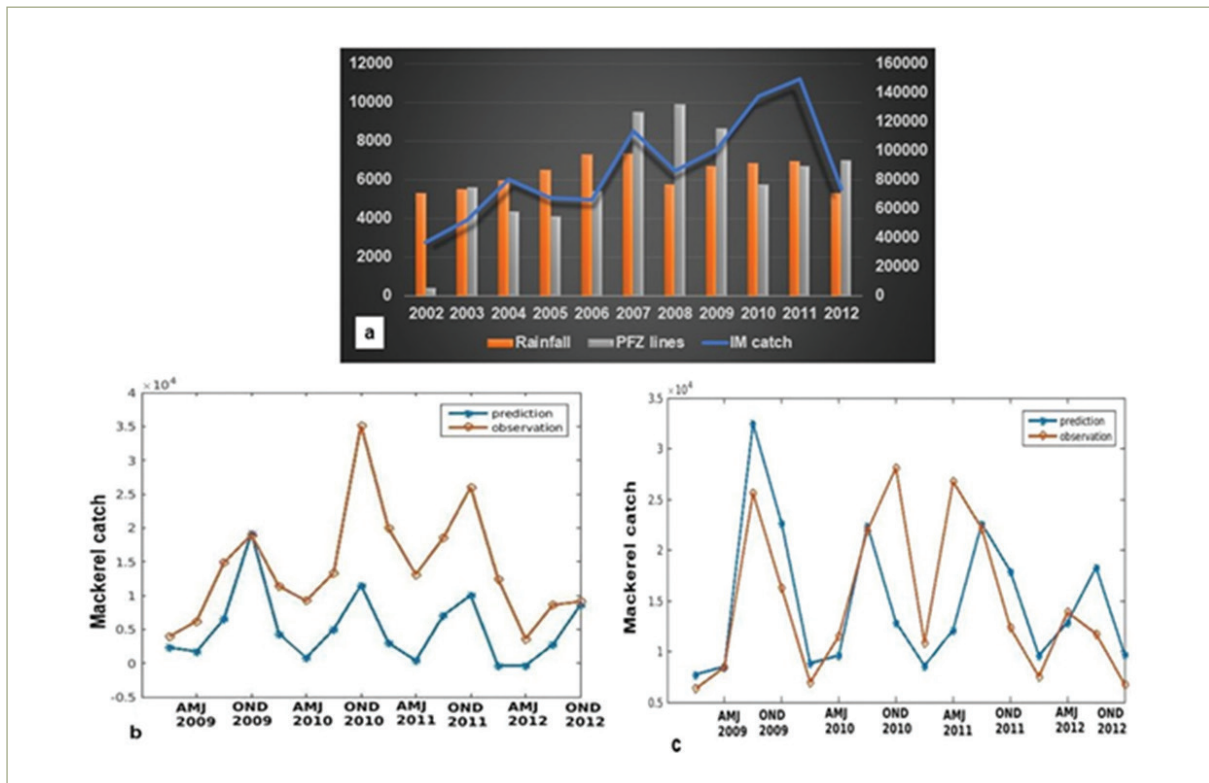 12000 160000
10000 140000
8000 120000
6000 100000
4000 80000
2000 60000
0 40000
20000
0
2002 2003 2004 2005 2006 2007 2008 2009 2010 2011 2012
a
Rainfall PFZ lines IM catch
×10⁴
4
3.5
3
2.5
2
1.5
1
0.5
0
-0.5
Mackerel catch
prediction
observation
AMJ 2009
OND 2009
AMJ 2010
OND 2010
AMJ 2011
OND 2011
AMJ 2012
OND 2012
b
×10⁴
3.5
3
2.5
2
1.5
1
0.5
Mackerel catch
prediction
observation
AMJ 2009
OND 2009
AMJ 2010
OND 2010
AMJ 2011
OND 2011
AMJ 2012
OND 2012
c